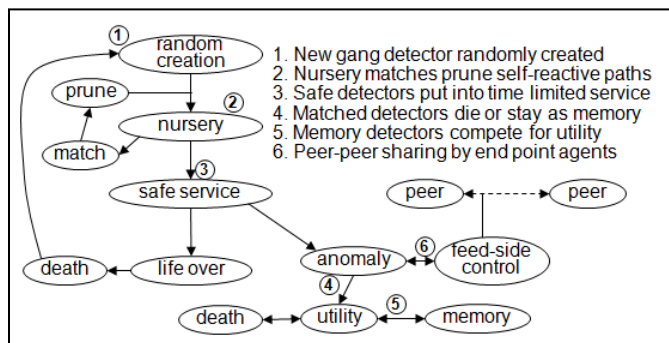 1
random
creation
1. New gang detector randomly created
2. Nursery matches prune self-reactive paths
3. Safe detectors put into time limited service
4. Matched detectors die or stay as memory
5. Memory detectors compete for utility
6. Peer-peer sharing by end point agents
prune
2
nursery
match
3
safe service
peer
peer
death
life over
anomaly
6
feed-side
control
4
5
death
utility
memory